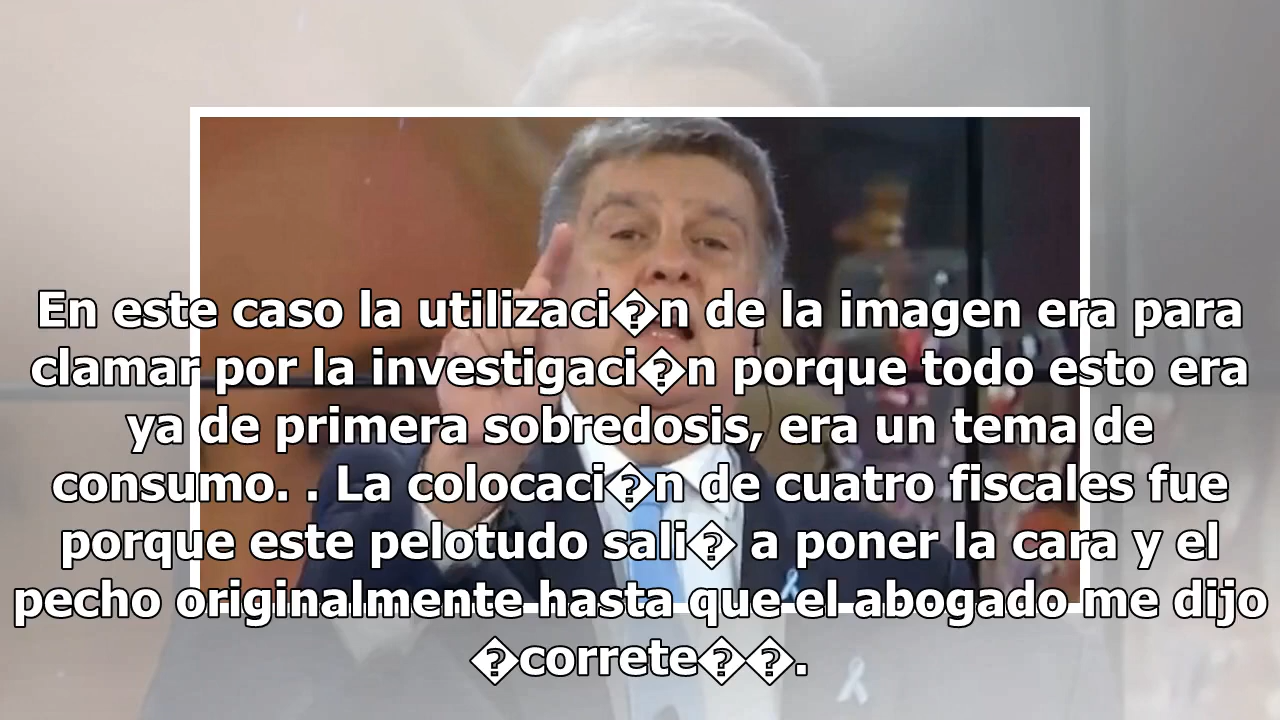 En este caso la utilizaci�n de la imagen era para
clamar por la investigaci�n porque todo esto era
ya de primera sobredosis, era un tema de
consumo. . La colocaci�n de cuatro fiscales fue
porque este pelotudo sali� a poner la cara y el
pecho originalmente hasta que el abogado me dijo
�correte��.